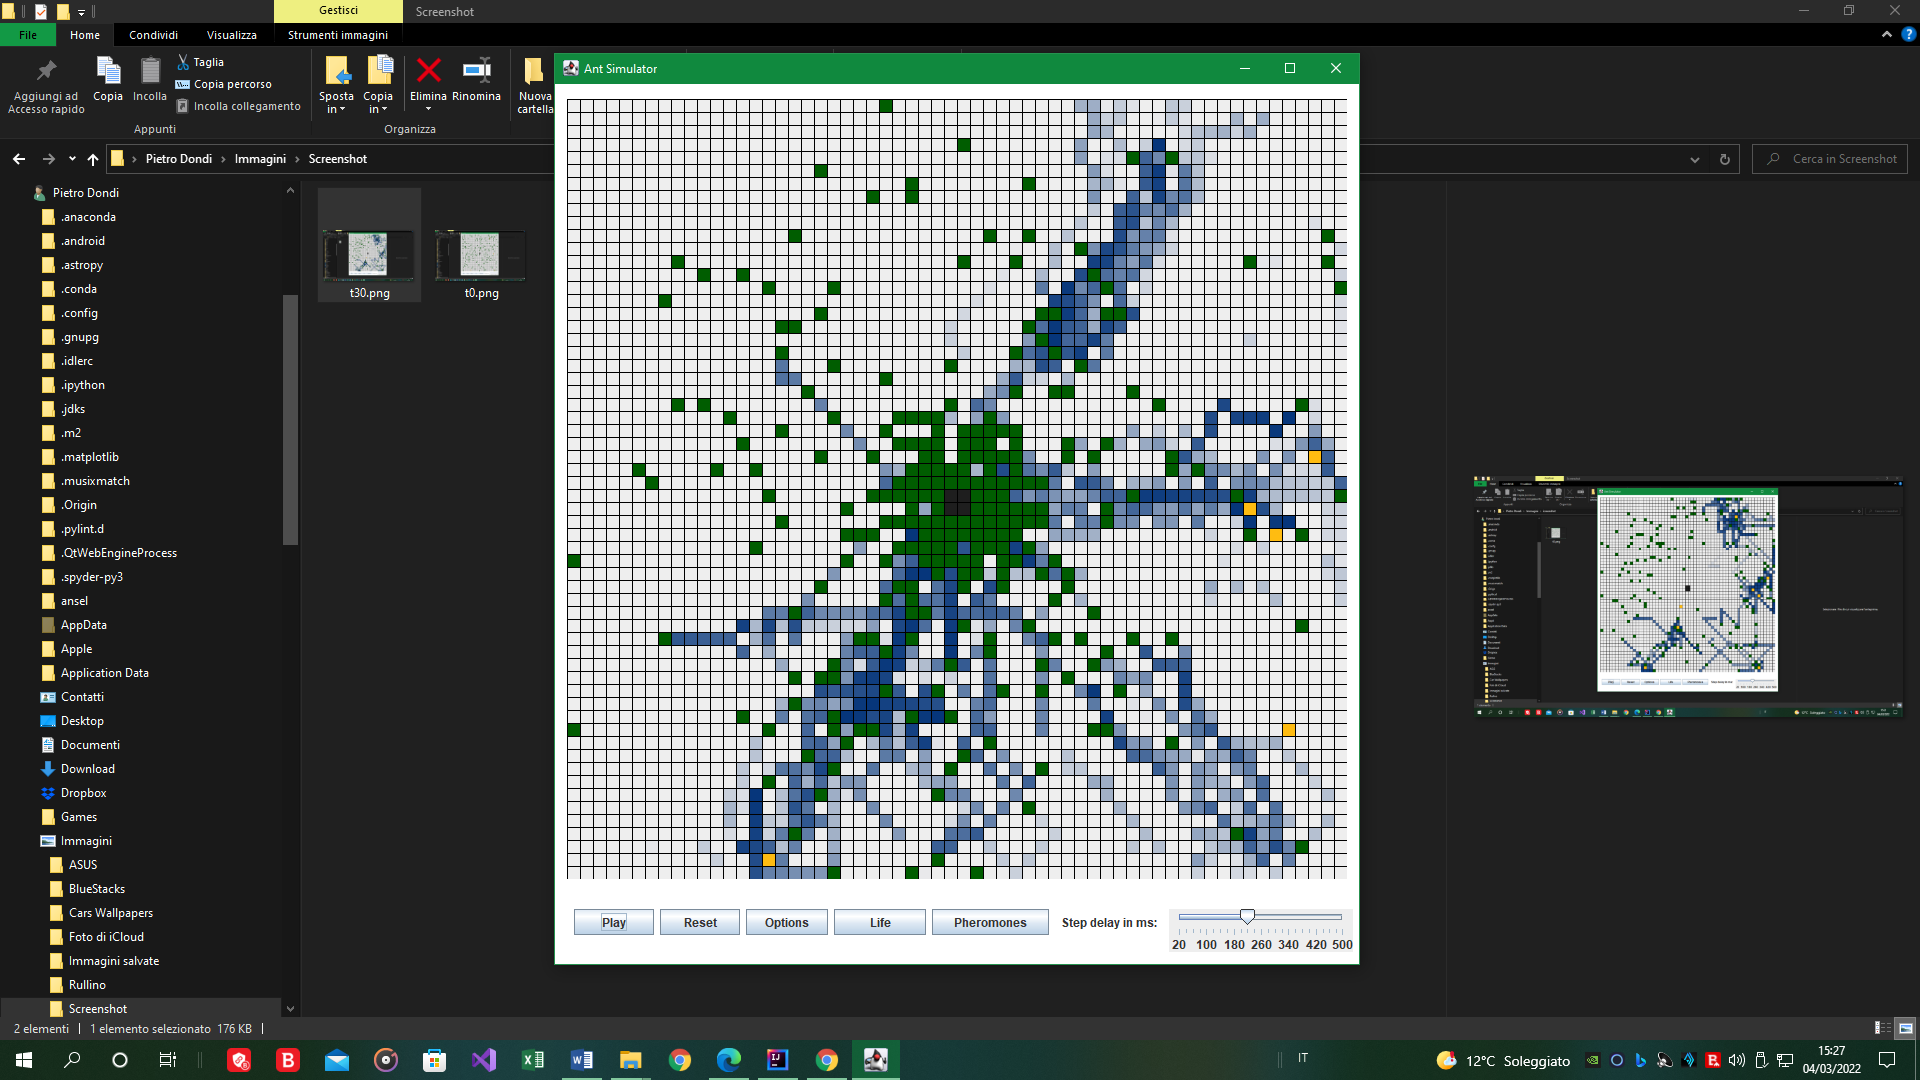 Gestisci
Screenshot
File
Home
Condividi
Visualizza
Strumenti immagini
Aggiungi ad
Accesso rapido
Copia
Incolla
Taglia
Copia percorso
Incolla collegamento
Appunti
Sposta
in
Copia
in
Elimina
Rinomina
Organizza
Nuova
cartella
Pietro Dondi
Immagini
Screenshot
Cerca in Screenshot
Pietro Dondi
.anaconda
.android
.astropy
.conda
.config
.gnupg
.idlerc
.ipython
.jdks
.m2
.matplotlib
.musixmatch
.Origin
.pylint.d
.QtWebEngineProcess
.spyder-py3
ansel
AppData
Apple
Application Data
Contatti
Desktop
Documenti
Download
Dropbox
Games
Immagini
ASUS
BlueStacks
Cars Wallpapers
Foto di iCloud
Immagini salvate
Rullino
Screenshot
t30.png
t0.png
Ant Simulator
Play
Reset
Options
Life
Pheromones
Step delay in ms:
20 100 180 260 340 420 500
2 elementi
1 elemento selezionato 176 KB
IT
12°C Soleggiato
15:27
04/03/2022